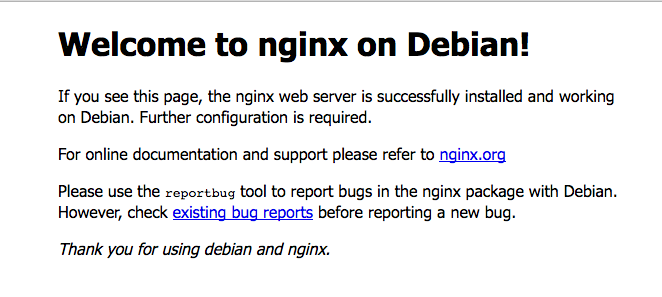 Welcome to nginx on Debian!
If you see this page, the nginx web server is successfully installed and working
on Debian. Further configuration is required.
For online documentation and support please refer to nginx.org
Please use the reportbug tool to report bugs in the nginx package with Debian.
However, check existing bug reports before reporting a new bug.
Thank you for using debian and nginx.